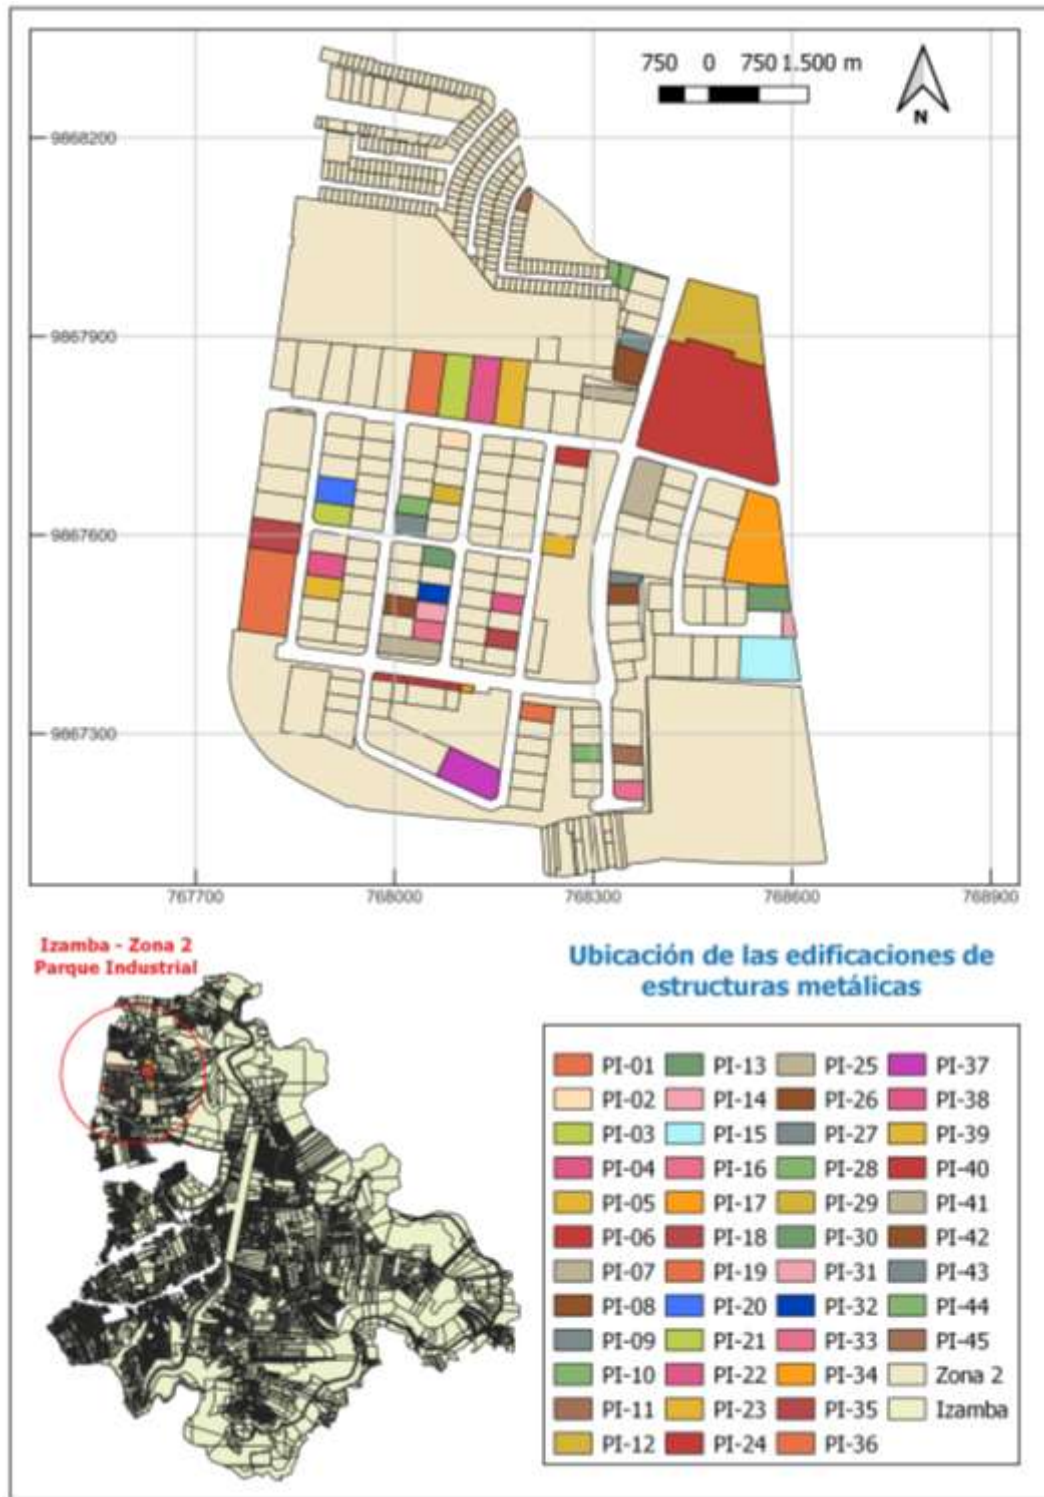 750 0 750 1.500 m
N
9868200
9867900
9867600
9867300
767700 768000 768300 768600 768900
Izamba - Zona 2
Parque Industrial
Ubicación de las edificaciones de
estructuras metálicas
PI-01 PI-13 PI-25 PI-37
PI-02 PI-14 PI-26 PI-38
PI-03 PI-15 PI-27 PI-39
PI-04 PI-16 PI-28 PI-40
PI-05 PI-17 PI-29 PI-41
PI-06 PI-18 PI-30 PI-42
PI-07 PI-19 PI-31 PI-43
PI-08 PI-20 PI-32 PI-44
PI-09 PI-21 PI-33 PI-45
PI-10 PI-22 PI-34 Zona 2
PI-11 PI-23 PI-35 Izamba
PI-12 PI-24 PI-36